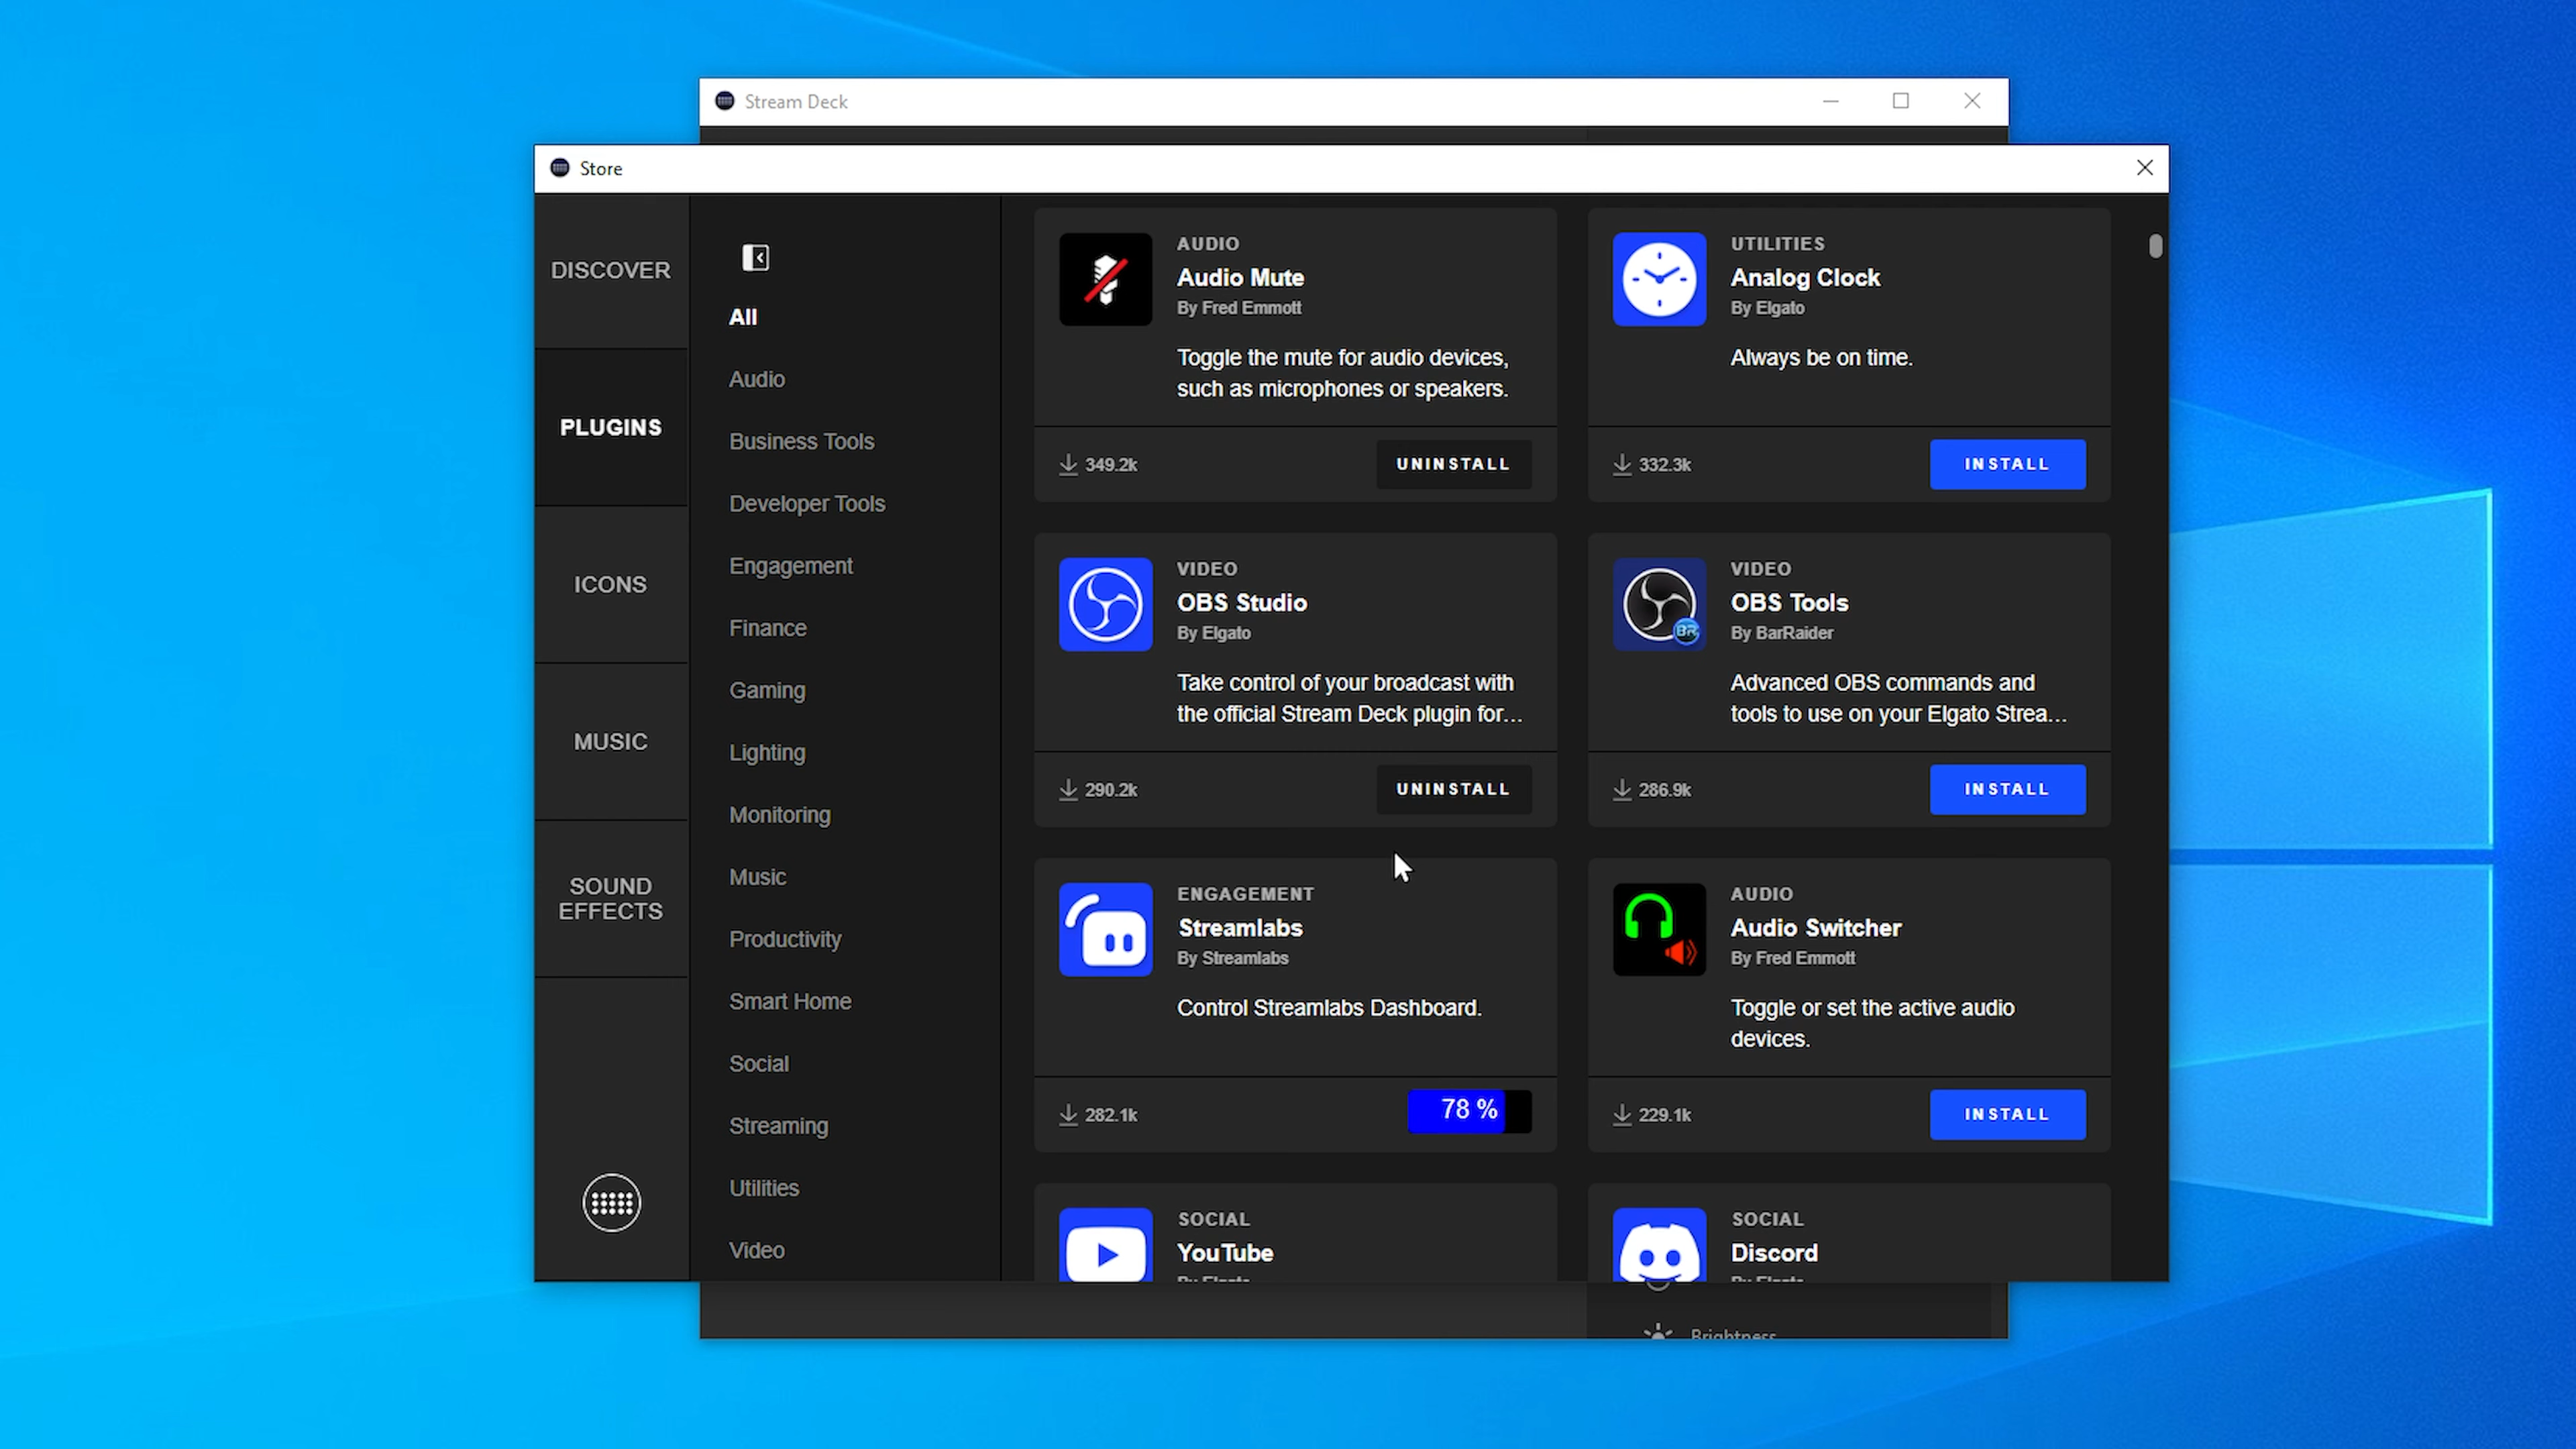 Stream Deck
Store
DISCOVER
PLUGINS
ICONS
MUSIC
SOUND
EFFECTS
All
Audio
Business Tools
Developer Tools
Engagement
Finance
Gaming
Lighting
Monitoring
Music
Productivity
Smart Home
Social
Streaming
Utilities
Video
AUDIO
Audio Mute
By Fred Emmott
Toggle the mute for audio devices,
such as microphones or speakers.
349.2k
UNINSTALL
UTILITIES
Analog Clock
By Elgato
Always be on time.
332.3k
INSTALL
VIDEO
OBS Studio
By Elgato
Take control of your broadcast with
the official Stream Deck plugin for...
290.2k
UNINSTALL
BR
VIDEO
OBS Tools
By BarRaider
Advanced OBS commands and
tools to use on your Elgato Strea...
286.9k
INSTALL
ENGAGEMENT
Streamlabs
By Streamlabs
Control Streamlabs Dashboard.
282.1k
78 %
AUDIO
Audio Switcher
By Fred Emmott
Toggle or set the active audio
devices.
229.1k
INSTALL
SOCIAL
YouTube
By Elgato
SOCIAL
Discord
By Elgato
Brightness